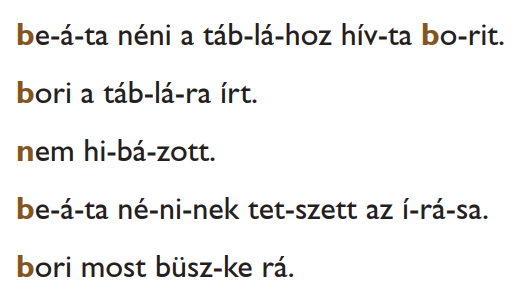 be-á-ta néni a táb-lá-hoz hív-ta bo-rit.
bori a táb-lá-ra írt.
nem hi-bá-zott.
be-á-ta né-ni-nek tet-szett az í-rá-sa.
bori most büsz-ke rá.